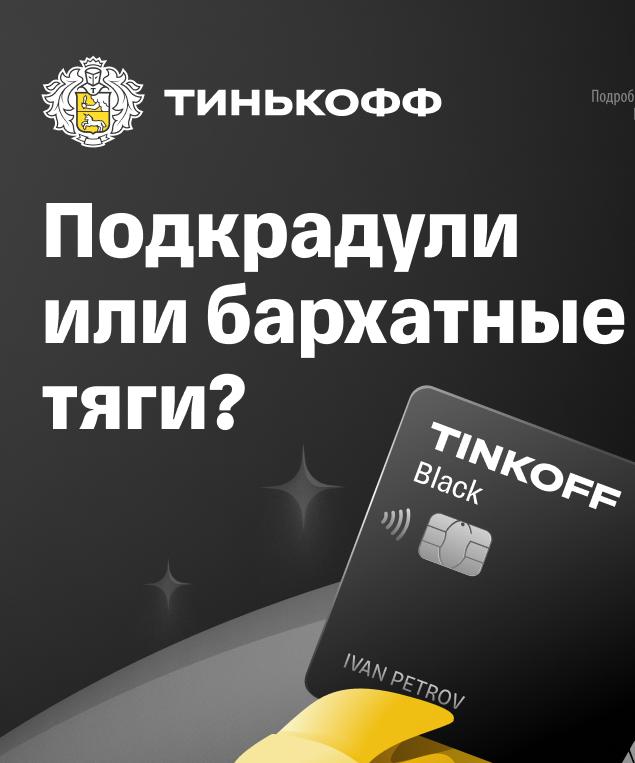 ТИНЬКОФФ
Подкрадули
или бархатные
тяги?
TINKOFF
Black
IVAN PETROV